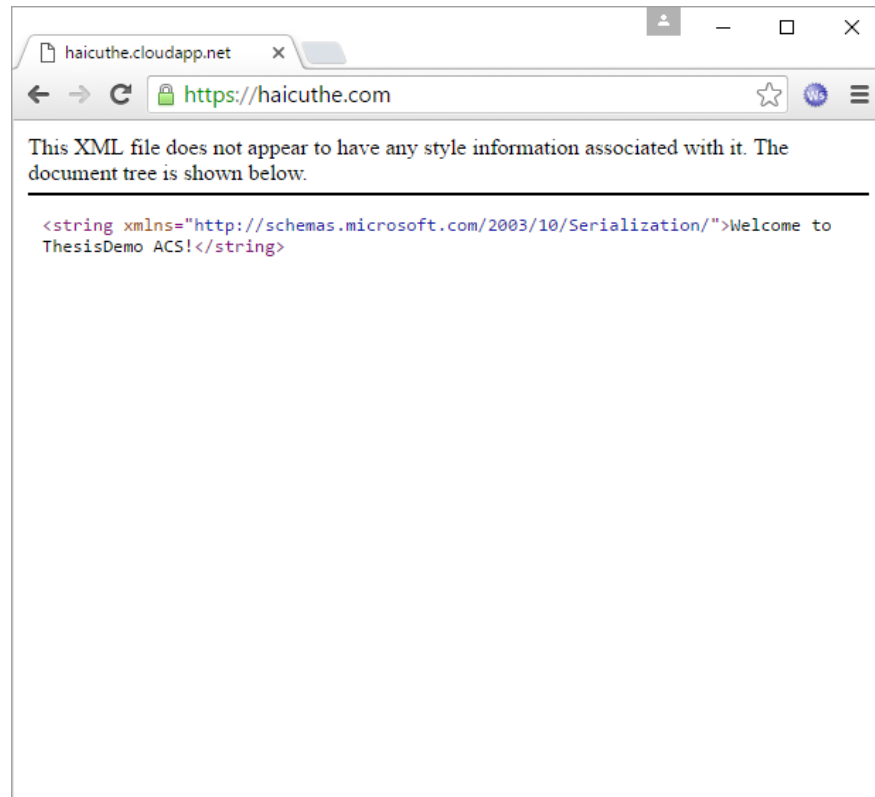 haicuthe.cloudapp.net
https://haicuthe.com
This XML file does not appear to have any style information associated with it. The
document tree is shown below.
<string xmlns="http://schemas.microsoft.com/2003/10/Serialization/">Welcome to
ThesisDemo ACS!</string>